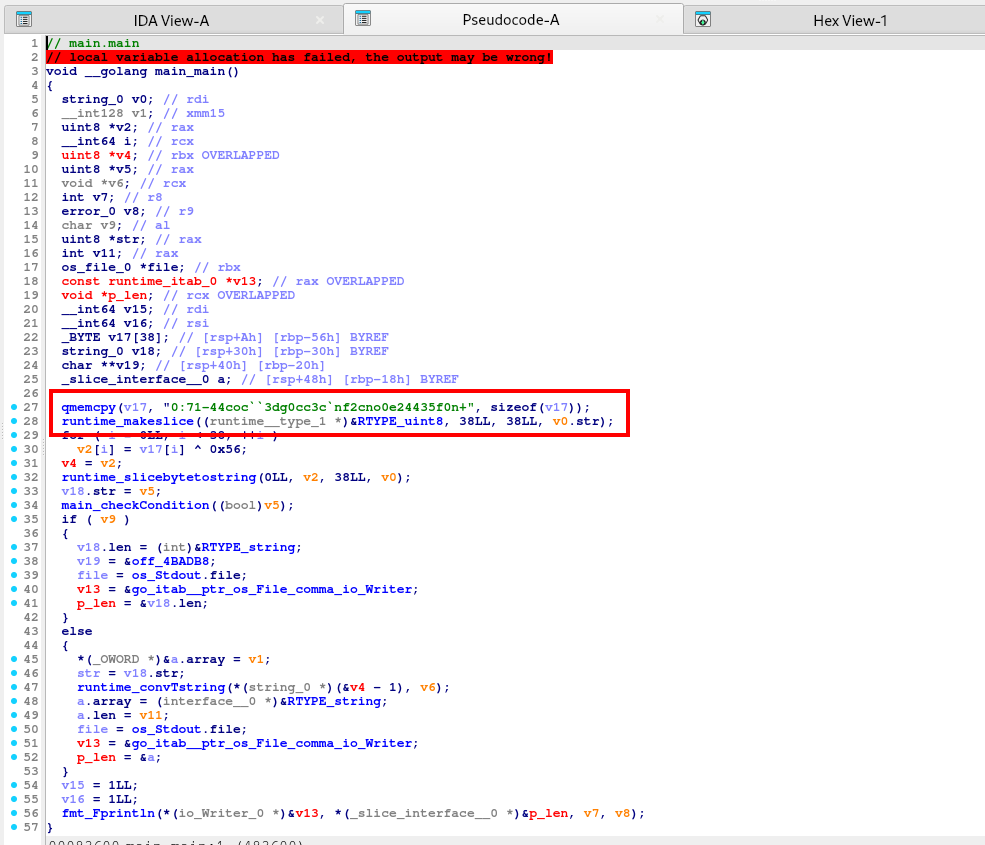 IDA View-A
Pseudocode-A
Hex View-1
1 // main.main
2 // local variable allocation has failed, the output may be wrong!
3 void __golang main_main()
4 {
5   string_0 v0; // rdi
6   __int128 v1; // xmm15
7   uint8 *v2; // rax
8   __int64 i; // rcx
9   uint8 *v4; // rbx OVERLAPPED
10   uint8 *v5; // rax
11   void *v6; // rcx
12   int v7; // r8
13   error_0 v8; // r9
14   char v9; // al
15   uint8 *str; // rax
16   int v11; // rax
17   os_file_0 *file; // rbx
18   const runtime_itab_0 *v13; // rax OVERLAPPED
19   void *p_len; // rcx OVERLAPPED
20   __int64 v15; // rdi
21   __int64 v16; // rsi
22   _BYTE v17[38]; // [rsp+Ah] [rbp-56h] BYREF
23   string_0 v18; // [rsp+30h] [rbp-30h] BYREF
24   char **v19; // [rsp+40h] [rbp-20h]
25   _slice_interface__0 a; // [rsp+48h] [rbp-18h] BYREF
26
27   qmemcpy(v17, "0:71-44coc``3dg0cc3c`nf2cno0e24435f0n+", sizeof(v17));
28   runtime_makeslice((runtime__type_1 *)&RTYPE_uint8, 38LL, 38LL, v0.str);
29   for ( i = 0LL; i < 38; ++i )
30     v2[i] = v17[i] ^ 0x56;
31   v4 = v2;
32   runtime_slicebytetostring(0LL, v2, 38LL, v0);
33   v18.str = v5;
34   main_checkCondition((bool)v5);
35   if ( v9 )
36   {
37     v18.len = (int)&RTYPE_string;
38     v19 = &off_4BADB8;
39     file = os_Stdout.file;
40     v13 = &go_itab__ptr_os_File_comma_io_Writer;
41     p_len = &v18.len;
42   }
43   else
44   {
45     *(_OWORD *)&a.array = v1;
46     str = v18.str;
47     runtime_convTstring(*(string_0 *)(&v4 - 1), v6);
48     a.array = (interface__0 *)&RTYPE_string;
49     a.len = v11;
50     file = os_Stdout.file;
51     v13 = &go_itab__ptr_os_File_comma_io_Writer;
52     p_len = &a;
53   }
54   v15 = 1LL;
55   v16 = 1LL;
56   fmt_Fprintln(*(io_Writer_0 *)&v13, *(_slice_interface__0 *)&p_len, v7, v8);
57 }